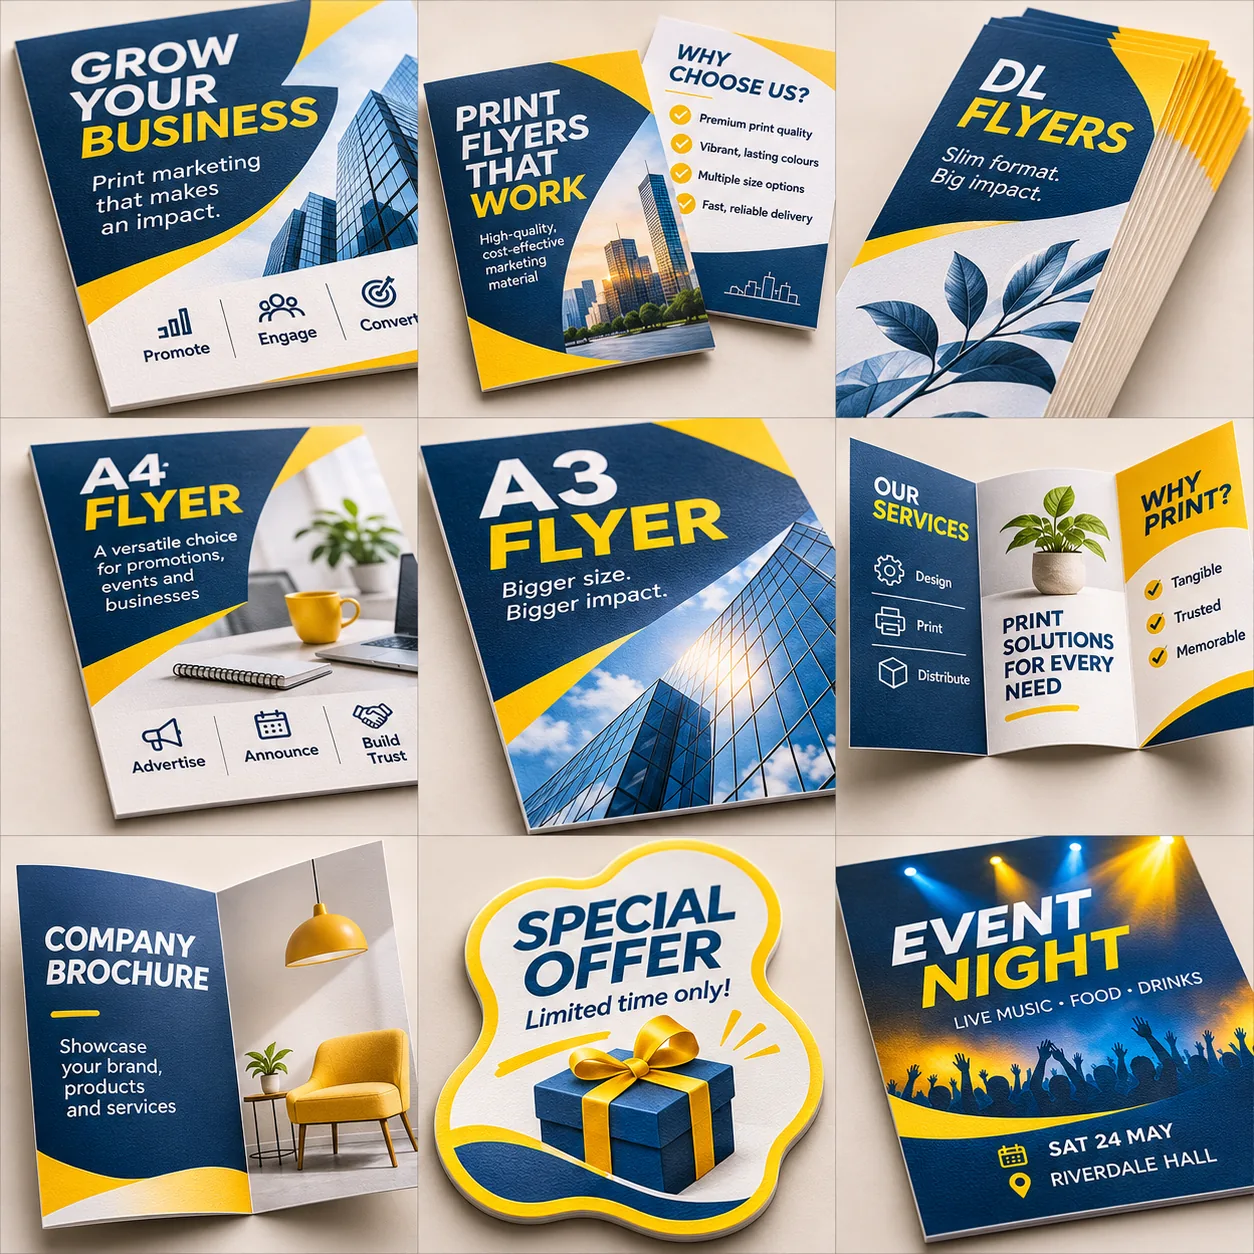 GROW
YOUR
BUSINESS
Print marketing
that makes
an impact.
Promote
Engage
Convert
PRINT
FLYERS
THAT
WORK
High-quality,
cost-effective
marketing
material
WHY
CHOOSE US?
Premium print quality
Vibrant, lasting colours
Multiple size options
Fast, reliable delivery
DL
FLYERS
Slim format.
Big impact.
A4
FLYER
A versatile choice
for promotions,
events and
businesses
Advertise
Announce
Build
Trust
A3
FLYER
Bigger size.
Bigger impact.
OUR
SERVICES
Design
Print
Distribute
PRINT
SOLUTIONS
FOR EVERY
NEED
WHY
PRINT?
Tangible
Trusted
Memorable
COMPANY
BROCHURE
Showcase
your brand,
products
and services
SPECIAL
OFFER
Limited time only!
EVENT
NIGHT
LIVE MUSIC • FOOD • DRINKS
SAT 24 MAY
RIVERDALE HALL